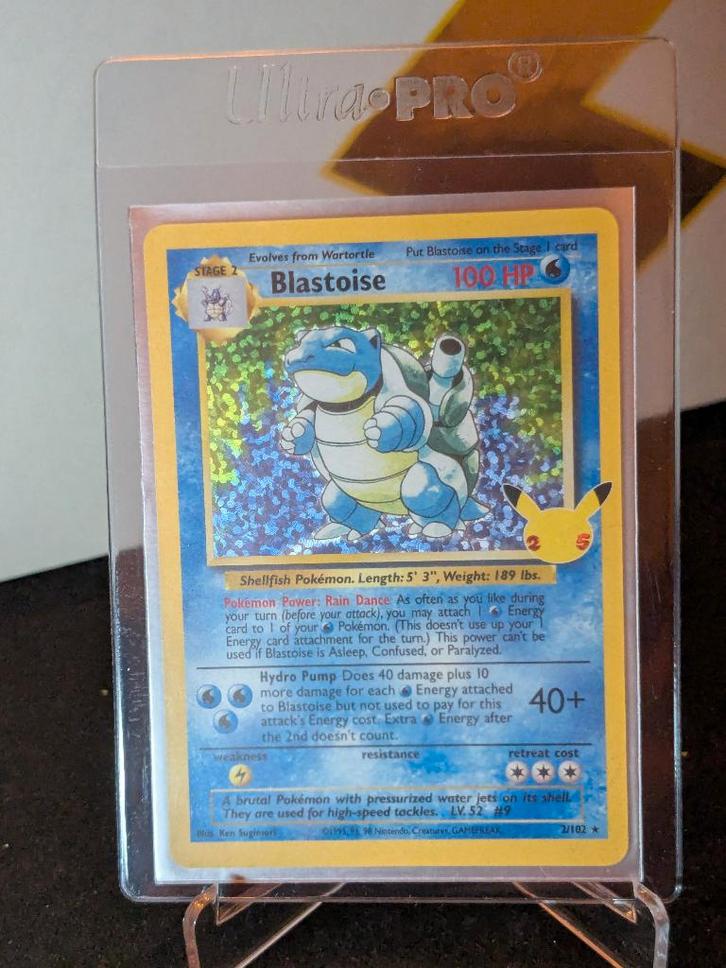 Ultra•PRO®
Evolves from Wartortle Put Blastoise on the Stage 1 card
STAGE 2
Blastoise 100 HP
25
Shellfish Pokémon. Length: 5' 3", Weight: 189 lbs.
Pokémon Power: Rain Dance As often as you like during
your turn (before your attack), you may attach 1 Energy
card to 1 of your Pokémon. (This doesn't use up your 1
Energy card attachment for the turn.) This power can't be
used if Blastoise is Asleep, Confused, or Paralyzed.
Hydro Pump Does 40 damage plus 10
more damage for each Energy attached
to Blastoise but not used to pay for this
attack's Energy cost. Extra Energy after
the 2nd doesn't count.
40+
weakness resistance retreat cost
A brutal Pokémon with pressurized water jets on its shell.
They are used for high-speed tackles. LV. 52 #9
Illus. Ken Sugimori ©1995, 96, 98 Nintendo, Creatures, GAMEFREAK. 2/102 ★